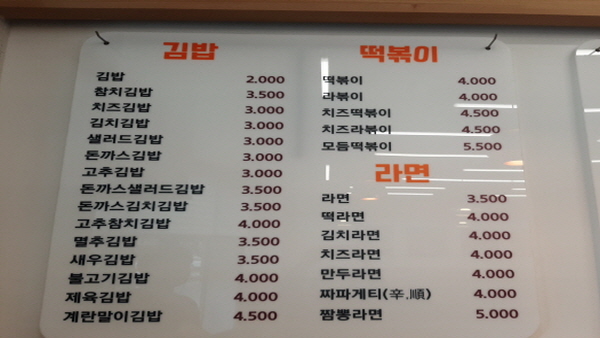 김밥
김밥 2.000
참치김밥 3.500
치즈김밥 3.000
김치김밥 3.000
샐러드김밥 3.000
돈까스김밥 3.000
고추김밥 3.000
돈까스샐러드김밥 3.500
돈까스김치김밥 3.500
고추참치김밥 4.000
멸추김밥 3.500
새우김밥 3.500
불고기김밥 4.000
제육김밥 4.000
계란말이김밥 4.500
떡볶이
떡볶이 4.000
라볶이 4.000
치즈떡볶이 4.500
치즈라볶이 4.500
모듬떡볶이 5.500
라면
라면 3.500
떡라면 4.000
김치라면 4.000
치즈라면 4.000
만두라면 4.000
짜파게티(辛,順) 4.000
짬뽕라면 5.000